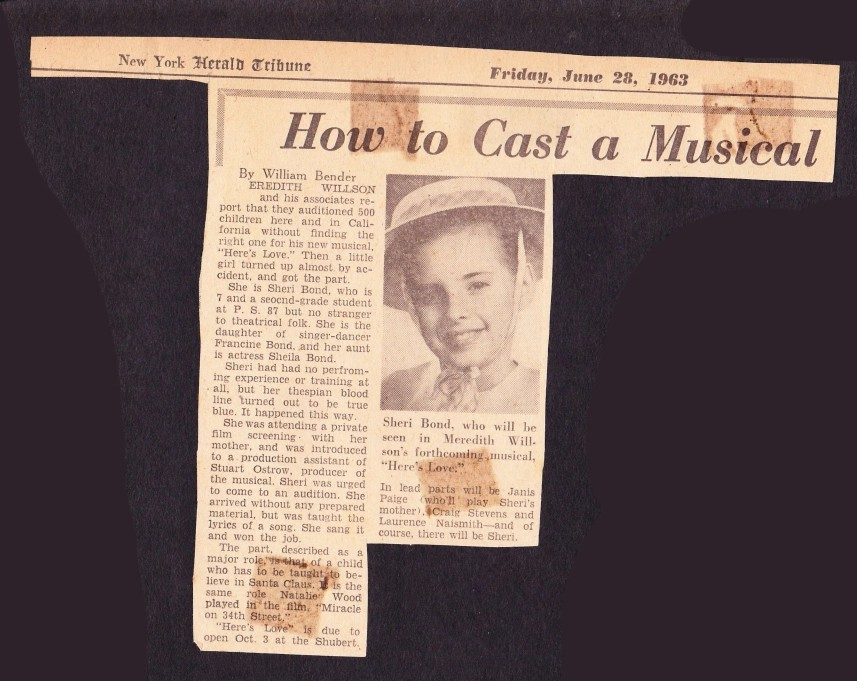 New York Herald Tribune
Friday, June 28, 1963
How to Cast a Musical
By William Bender
EREDITH WILLSON
and his associates re-
port that they auditioned 500
children here and in Cali-
fornia without finding the
right one for his new musical,
"Here's Love." Then a little
girl turned up almost by ac-
cident, and got the part.
She is Sheri Bond, who is
7 and a seocnd-grade student
at P. S. 87 but no stranger
to theatrical folk. She is the
daughter of singer-dancer
Francine Bond, and her aunt
is actress Sheila Bond.
Sheri had had no perfrom-
ing experience or training at
all, but her thespian blood
line turned out to be true
blue. It happened this way.
She was attending a private
film screening with her
mother, and was introduced
to a production assistant of
Stuart Ostrow, producer of
the musical. Sheri was urged
to come to an audition. She
arrived without any prepared
material, but was taught the
lyrics of a song. She sang it
and won the job.
The part, described as a
major role, is that of a child
who has to be taught to be-
lieve in Santa Claus. It is the
same role Natalie Wood
played in the film, "Miracle
on 34th Street."
"Here's Love" is due to
open Oct. 3 at the Shubert.
Sheri Bond, who will be
seen in Meredith Will-
son's forthcoming musical,
"Here's Love."
In lead parts will be Janis
Paige (who'll play Sheri's
mother), Craig Stevens and
Laurence Naismith—and of
course, there will be Sheri.